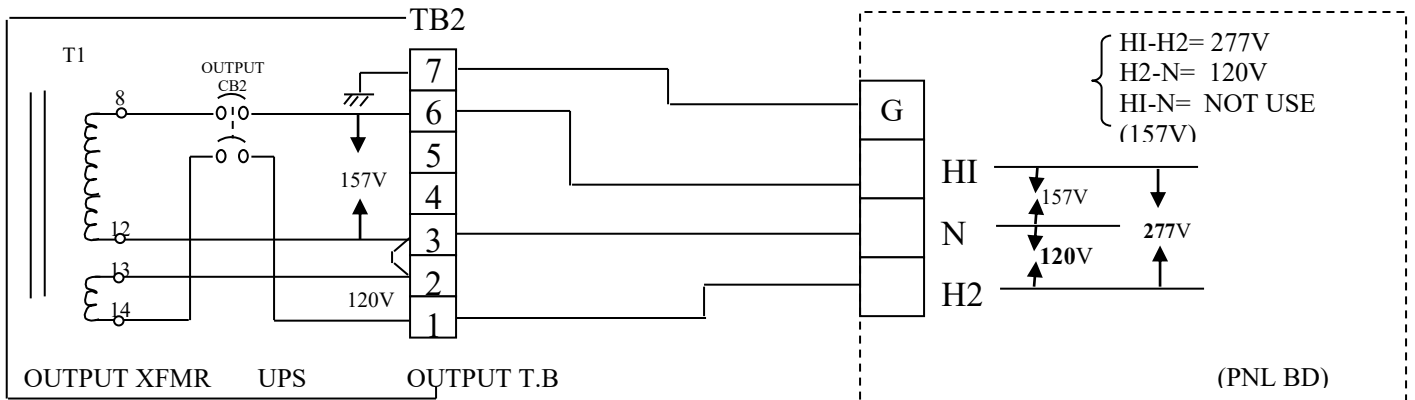 TB2
T1
OUTPUT
CB2
8
12
13
14
157V
120V
7
6
5
4
3
2
1
OUTPUT XFMR UPS OUTPUT T.B
G
HI
N
H2
HI-H2= 277V
H2-N= 120V
HI-N= NOT USE
(157V)
157V
120V
277V
(PNL BD)